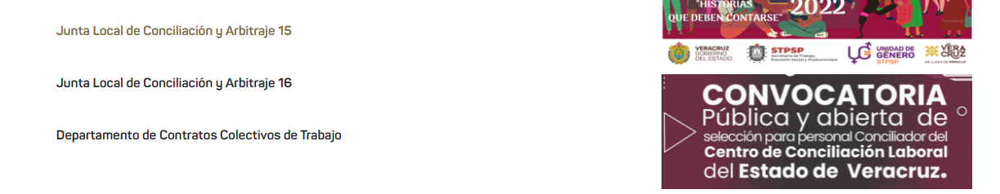 Junta Local de Conciliación y Arbitraje 15
Junta Local de Conciliación y Arbitraje 16
Departamento de Contratos Colectivos de Trabajo
"HISTORIAS
QUE DEBEN CONTARSE"
2022
VERACRUZ
GOBIERNO
DEL ESTADO
STPSP
Secretaría de Trabajo,
Previsión Social y Productividad
UNIDAD DE
GÉNERO
STPSP
VERA
CRUZ
ME LLENA DE ORGULLO
CONVOCATORIA
Pública y abierta de
selección para personal Conciliador del
Centro de Conciliación Laboral
del Estado de Veracruz.